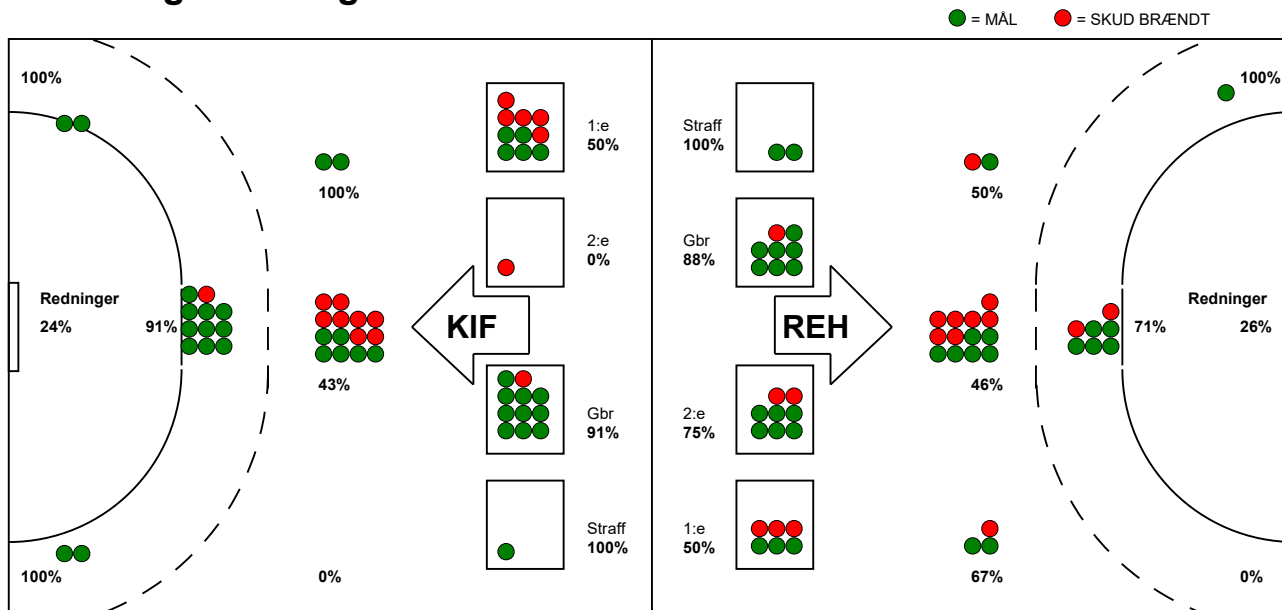 = MÅL
= SKUD BRÆNDT
100%
100%
1:e
50%
Straff
100%
100%
50%
2:e
0%
Gbr
88%
Redninger
24%
91%
KIF
REH
71%
Redninger
26%
43%
46%
Gbr
91%
2:e
75%
Straff
100%
1:e
50%
100%
0%
67%
0%